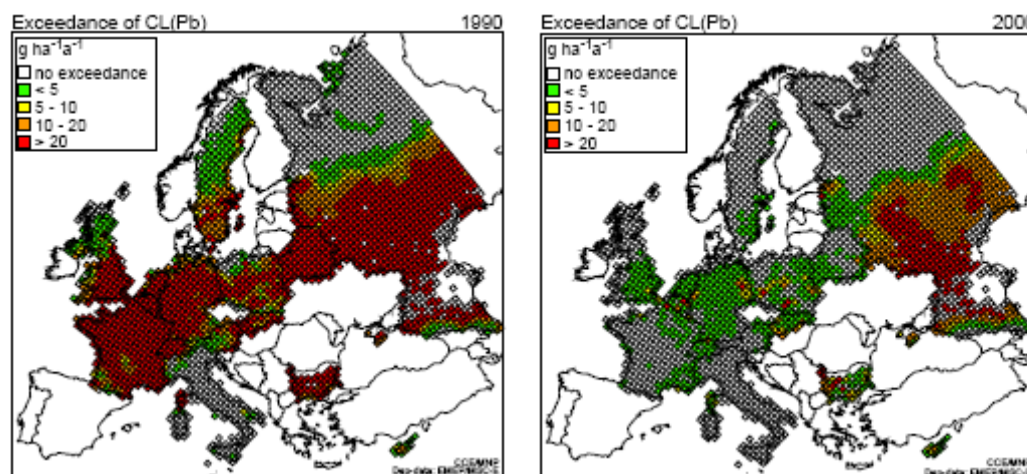 Exceedance of CL(Pb) 1990
g ha⁻¹a⁻¹
no exceedance
< 5
5 - 10
10 - 20
> 20
CCE/MNP
Exceedance of CL(Pb)
g ha⁻¹a⁻¹
no exceedance
< 5
5 - 10
10 - 20
> 20
CCE/MNP